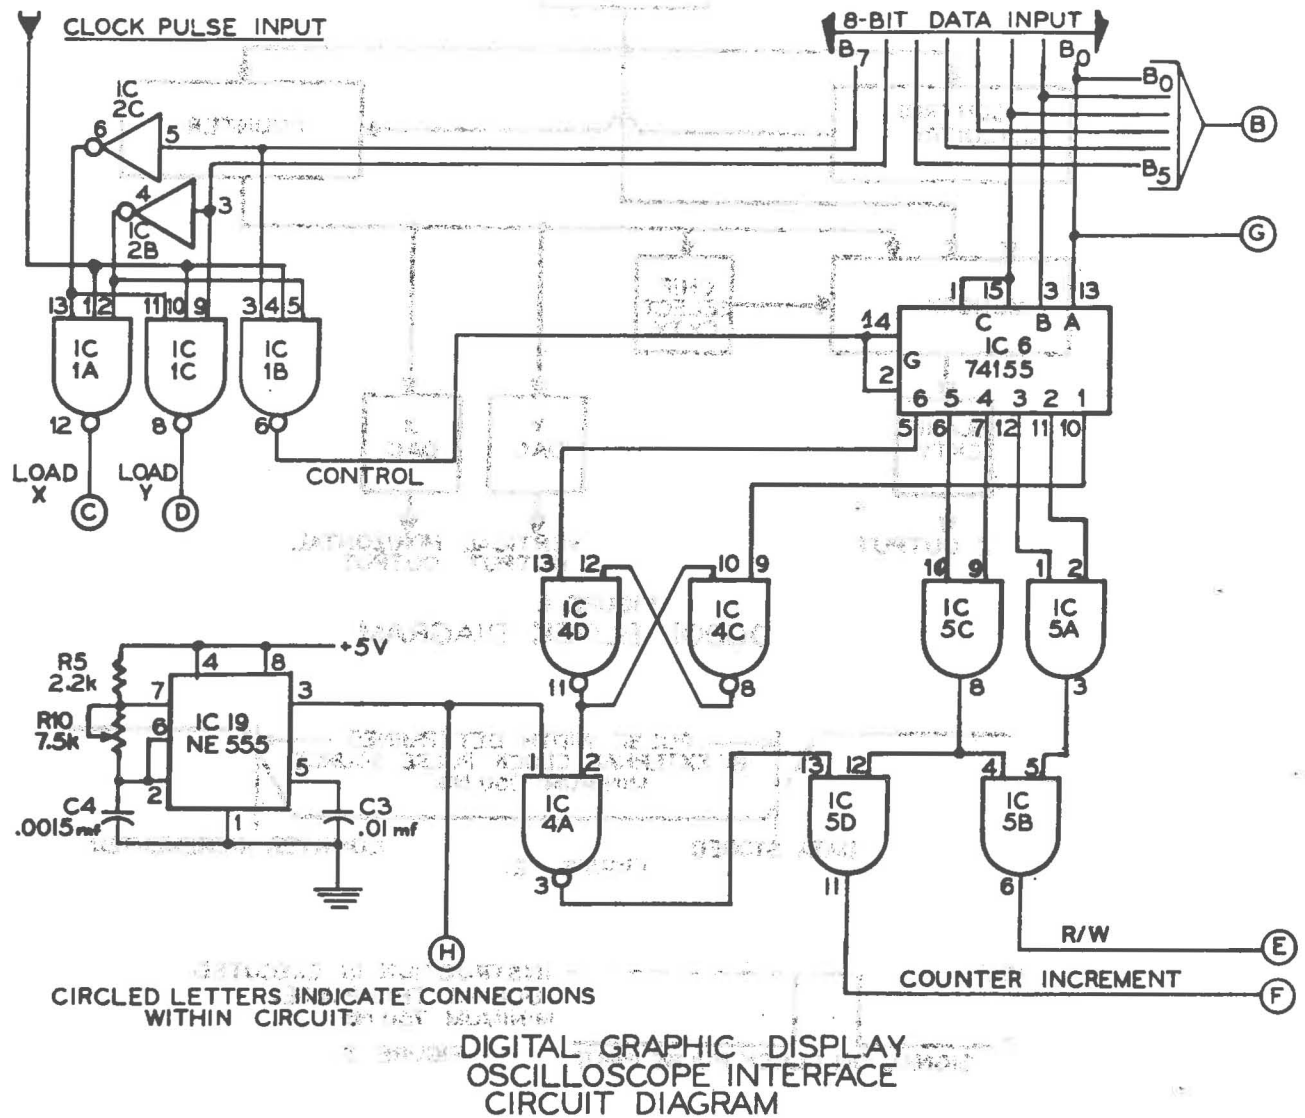 CLOCK PULSE INPUT
8-BIT DATA INPUT
B7
B0
B0
B
B5
IC
2C
6
5
4
3
IC
2B
G
13
1
2
11
10
9
3
4
5
IC
1A
IC
1C
IC
1B
12
8
6
LOAD
X
LOAD
Y
C
D
CONTROL
1
15
3
13
14
C
B
A
G
IC 6
74155
2
6
5
4
3
2
1
5
6
7
12
11
10
13
12
10
9
10
9
1
2
IC
4D
IC
4C
IC
5C
IC
5A
11
8
8
3
+5V
R5
2.2k
4
8
7
3
R10
7.5k
6
IC 19
NE 555
5
2
1
C4
.0015mf
C3
.01mf
1
2
13
12
4
5
IC
4A
IC
5D
IC
5B
3
11
6
H
R/W
E
COUNTER INCREMENT
F
CIRCLED LETTERS INDICATE CONNECTIONS
WITHIN CIRCUIT.
DIGITAL GRAPHIC DISPLAY
OSCILLOSCOPE INTERFACE
CIRCUIT DIAGRAM